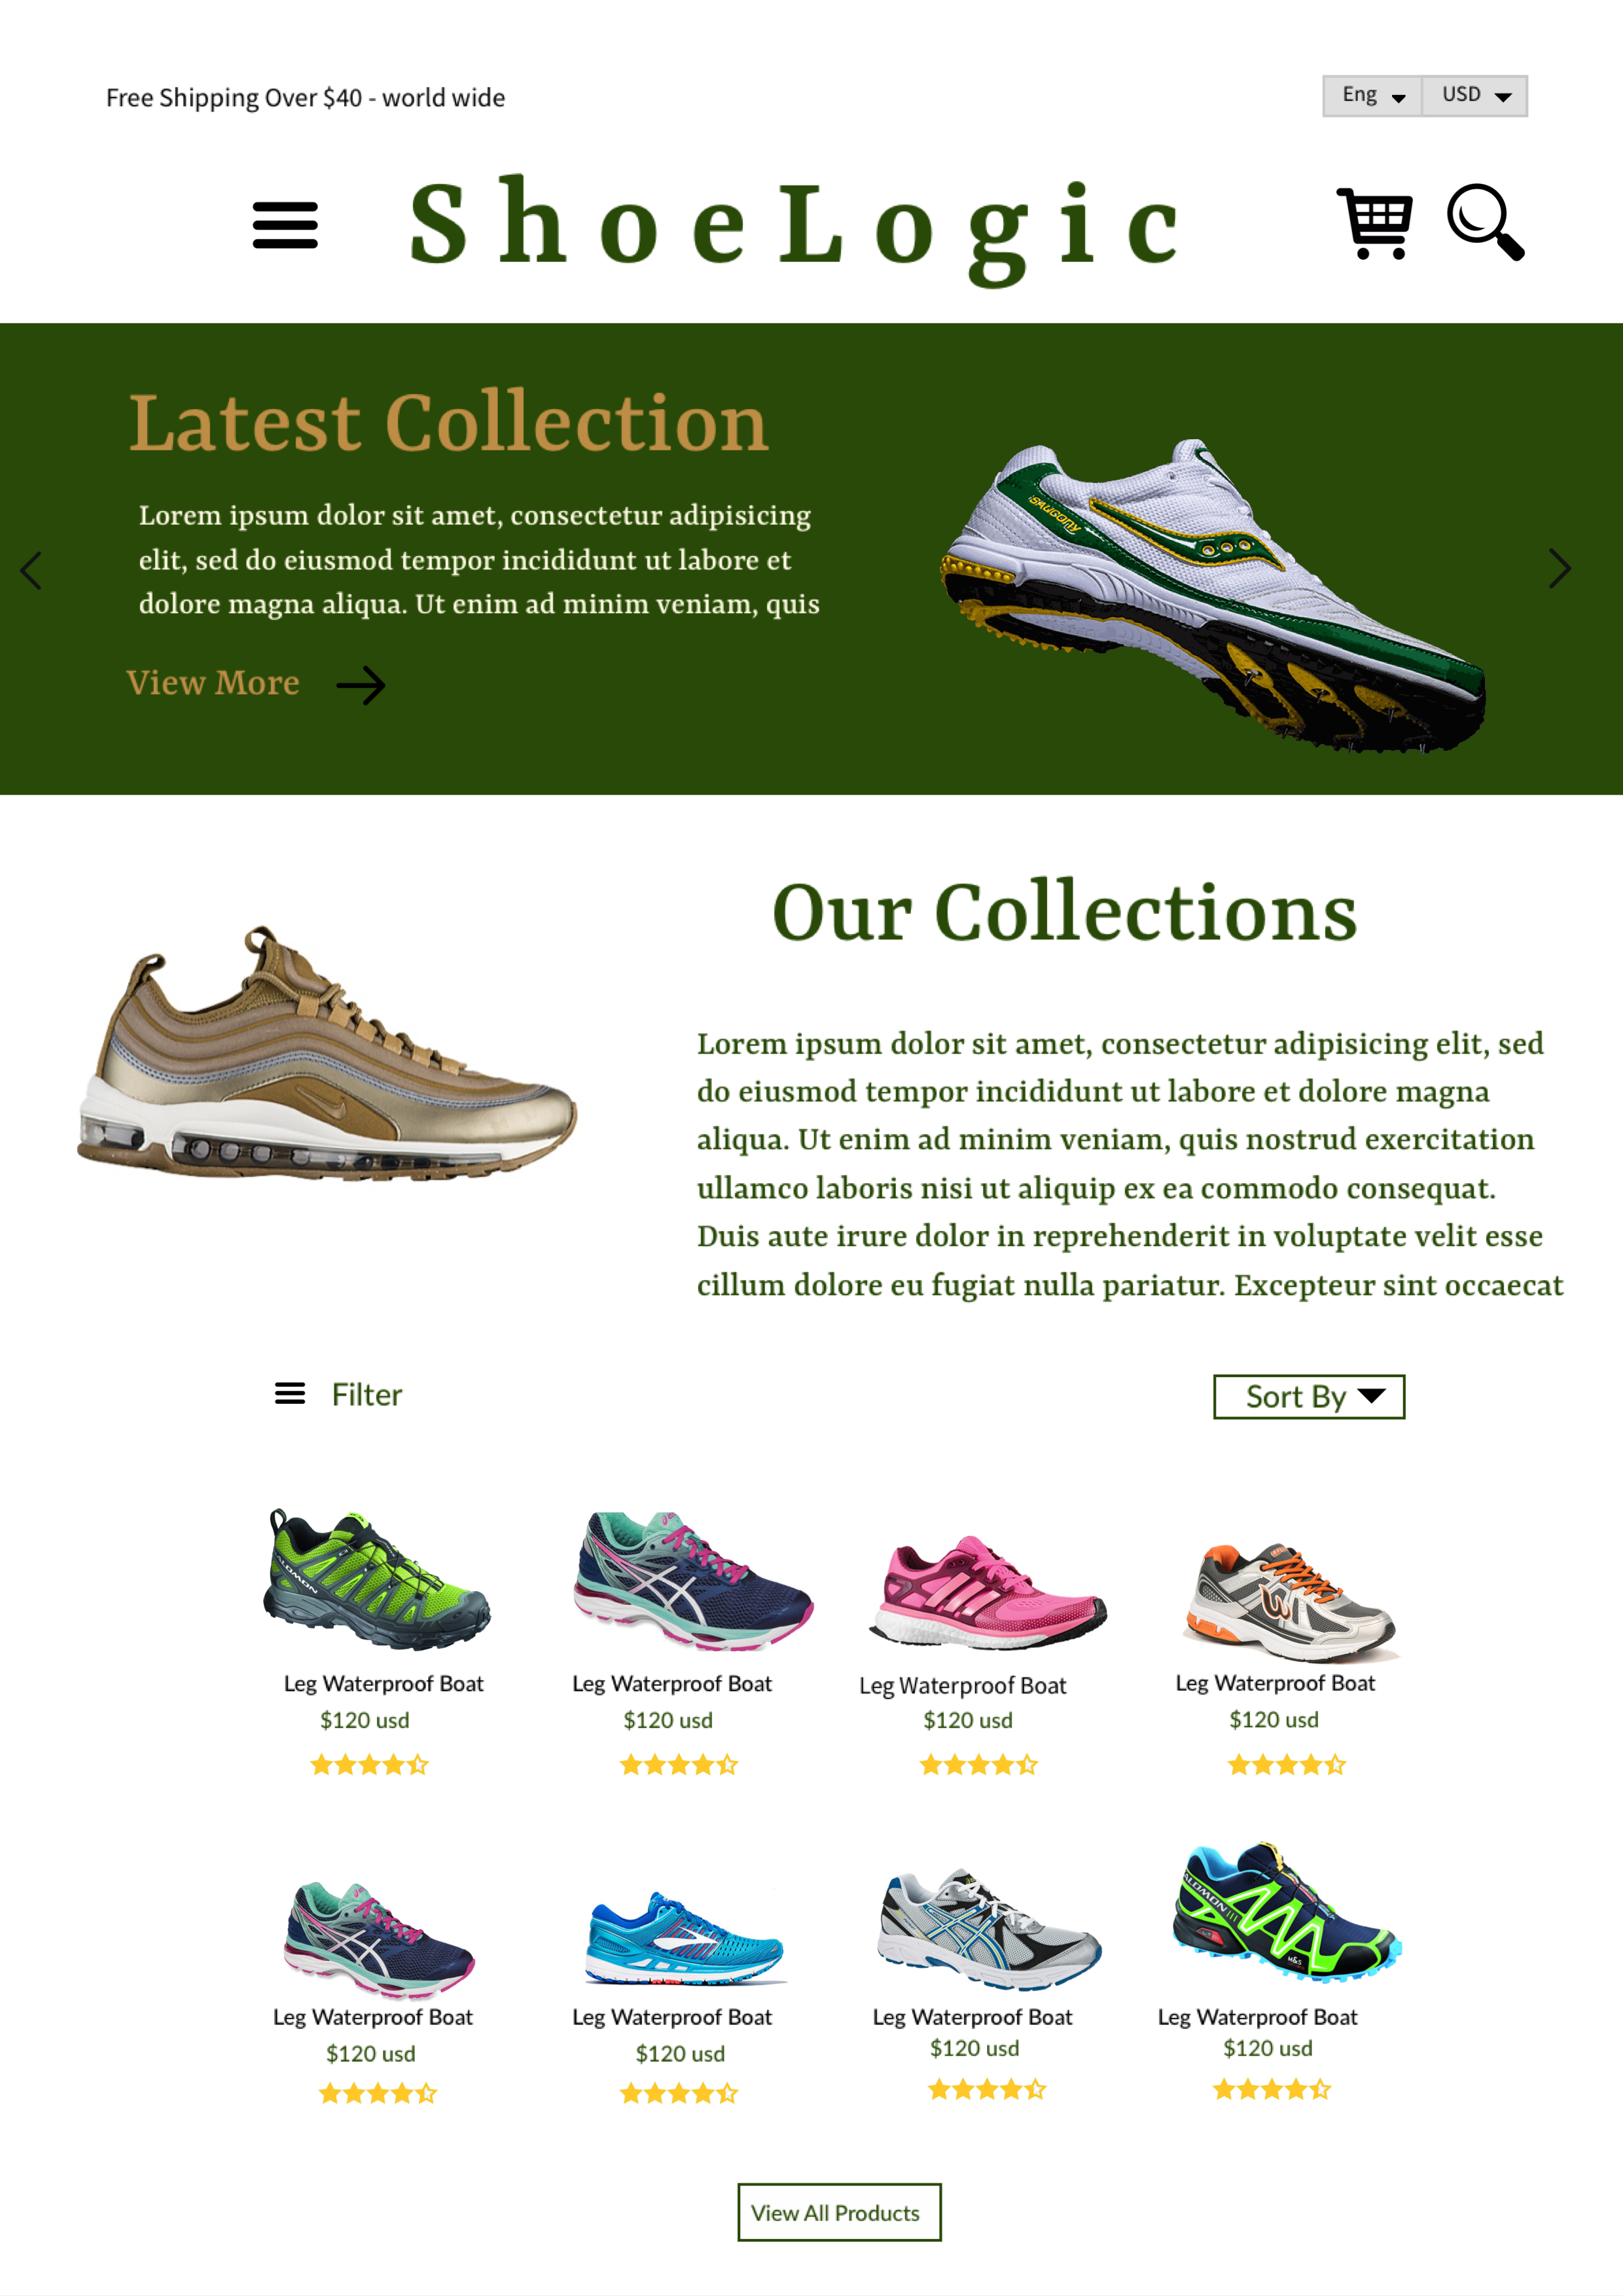 Free Shipping Over $40 - world wide
Eng USD
ShoeLogic
Latest Collection
Lorem ipsum dolor sit amet, consectetur adipisicing
elit, sed do eiusmod tempor incididunt ut labore et
dolore magna aliqua. Ut enim ad minim veniam, quis
View More
saucony
Our Collections
Lorem ipsum dolor sit amet, consectetur adipisicing elit, sed
do eiusmod tempor incididunt ut labore et dolore magna
aliqua. Ut enim ad minim veniam, quis nostrud exercitation
ullamco laboris nisi ut aliquip ex ea commodo consequat.
Duis aute irure dolor in reprehenderit in voluptate velit esse
cillum dolore eu fugiat nulla pariatur. Excepteur sint occaecat
Filter
Sort By
SALOMON
Leg Waterproof Boat
$120 usd
Leg Waterproof Boat
$120 usd
Leg Waterproof Boat
$120 usd
Leg Waterproof Boat
$120 usd
Leg Waterproof Boat
$120 usd
Leg Waterproof Boat
$120 usd
Leg Waterproof Boat
$120 usd
SALOMON
Leg Waterproof Boat
$120 usd
View All Products